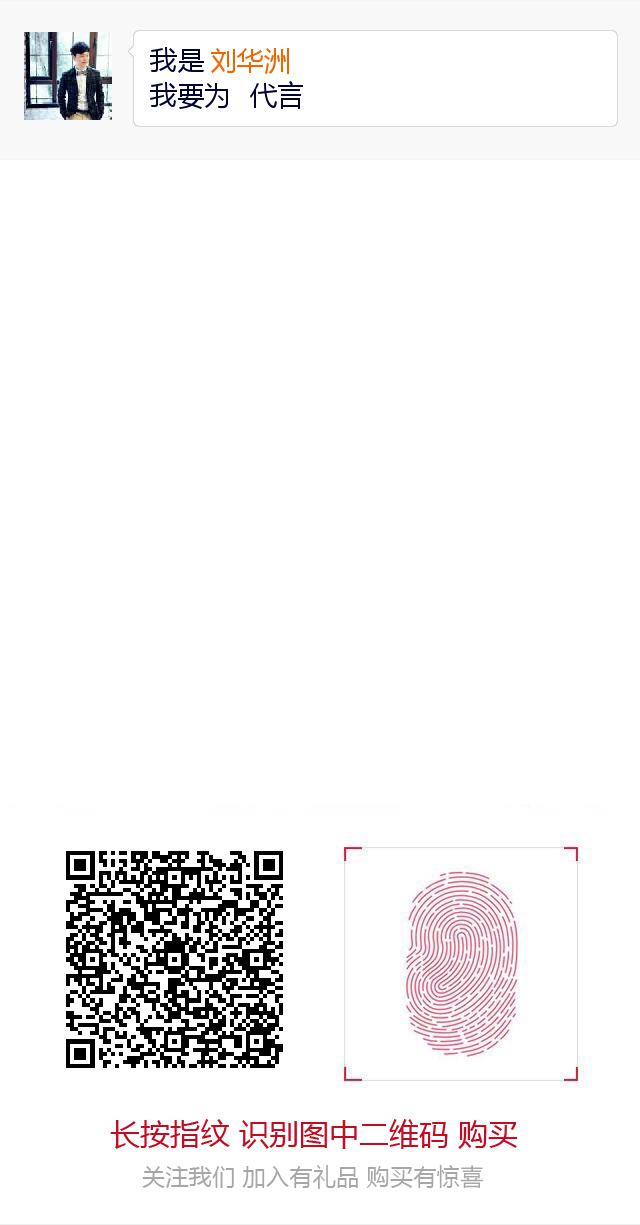 我是 刘华洲
我要为 代言
长按指纹 识别图中二维码 购买
关注我们 加入有礼品 购买有惊喜